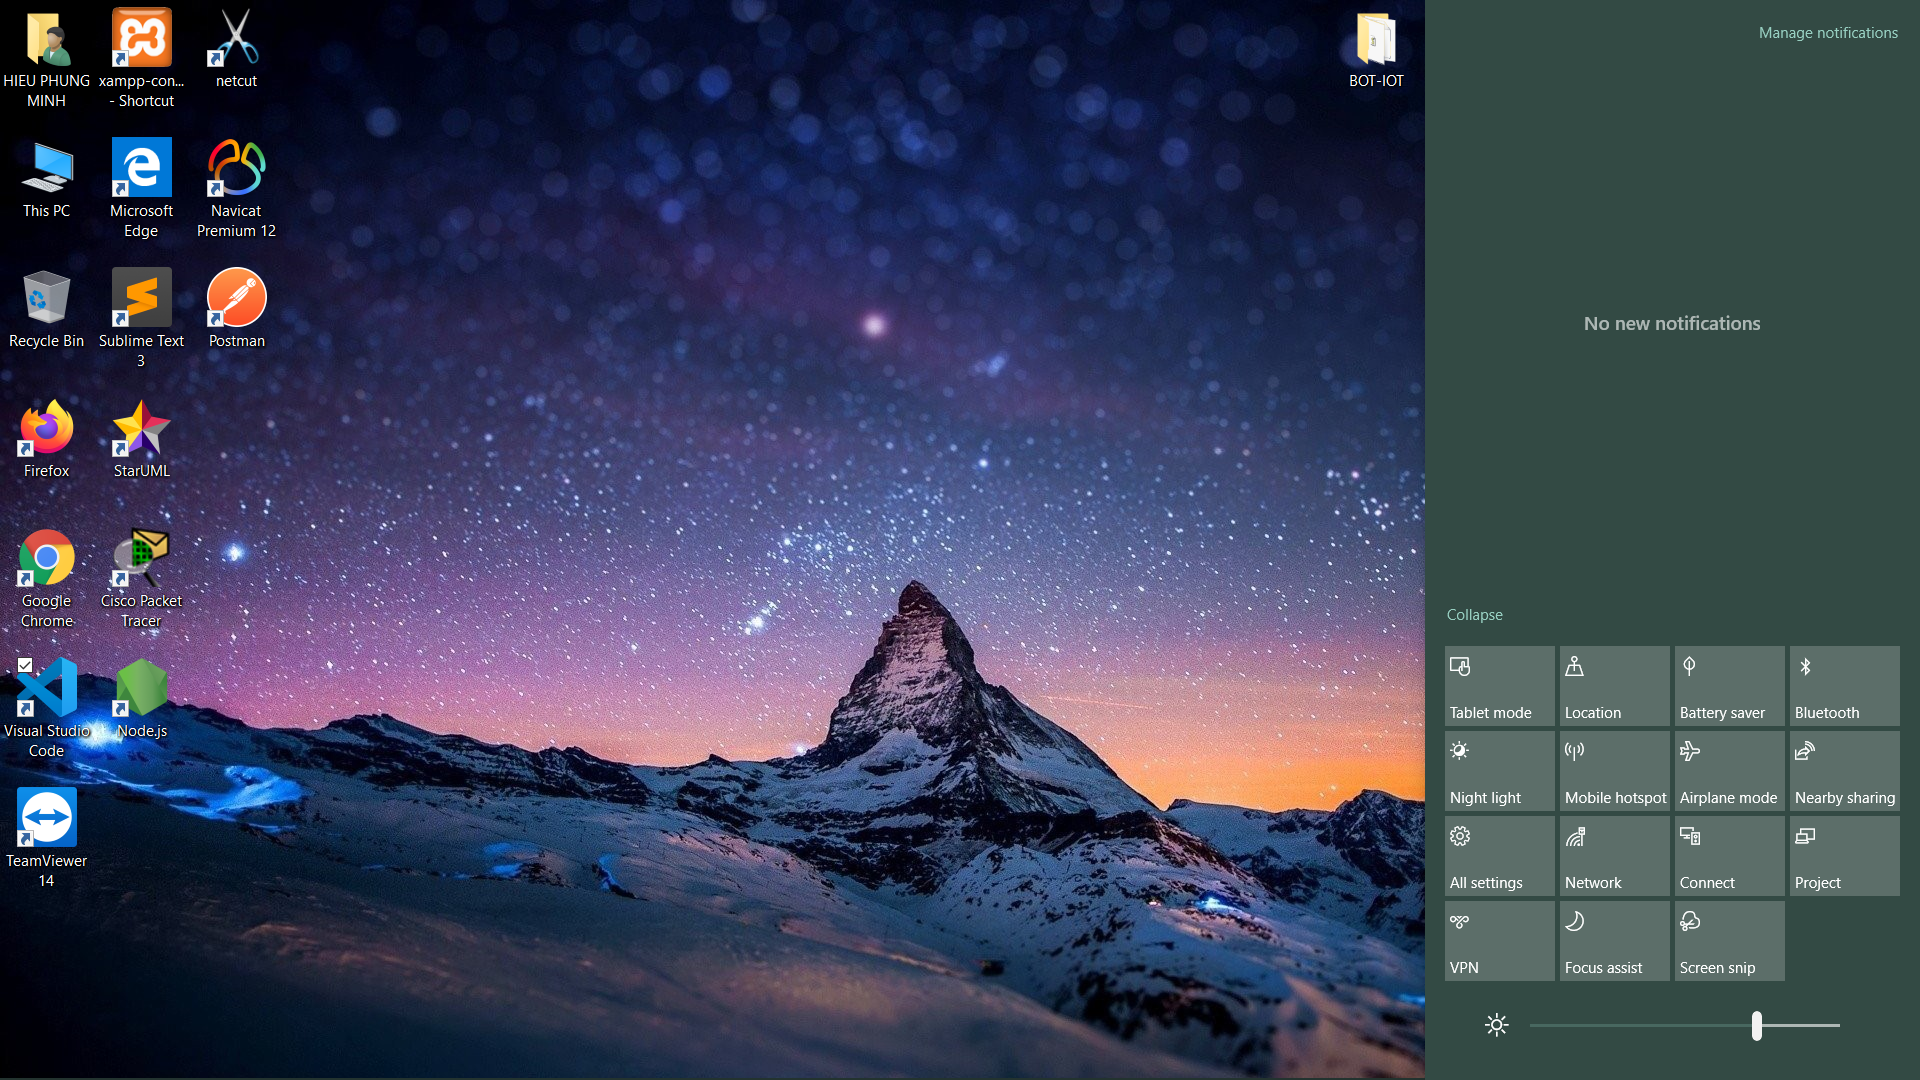 HIEU PHUNG
MINH
xampp-con...
- Shortcut
netcut
BOT-IOT
Manage notifications
This PC
Microsoft
Edge
Navicat
Premium 12
Recycle Bin
Sublime Text
3
Postman
No new notifications
Firefox
StarUML
Google
Chrome
Cisco Packet
Tracer
Collapse
Visual Studio
Code
Node.js
Tablet mode
Location
Battery saver
Bluetooth
Night light
Mobile hotspot
Airplane mode
Nearby sharing
TeamViewer
14
All settings
Network
Connect
Project
VPN
Focus assist
Screen snip